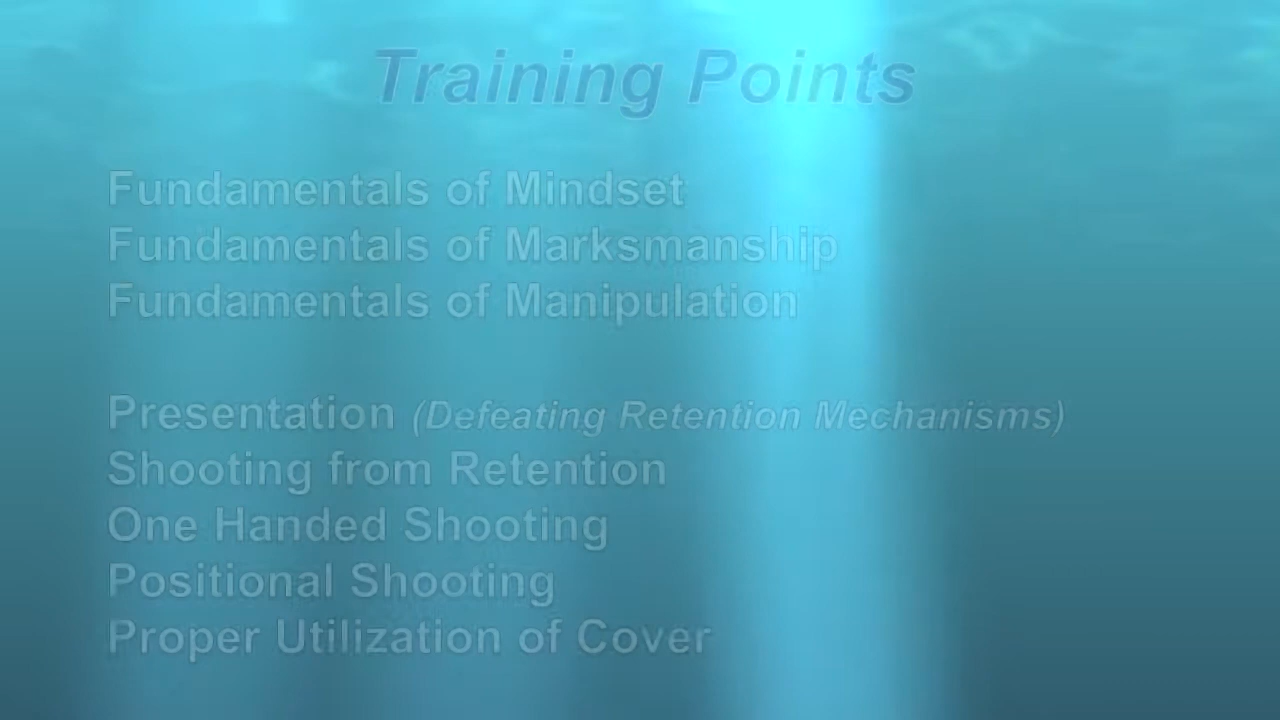 Training Points
Fundamentals of Mindset
Fundamentals of Marksmanship
Fundamentals of Manipulation
Presentation (Defeating Retention Mechanisms)
Shooting from Retention
One Handed Shooting
Positional Shooting
Proper Utilization of Cover